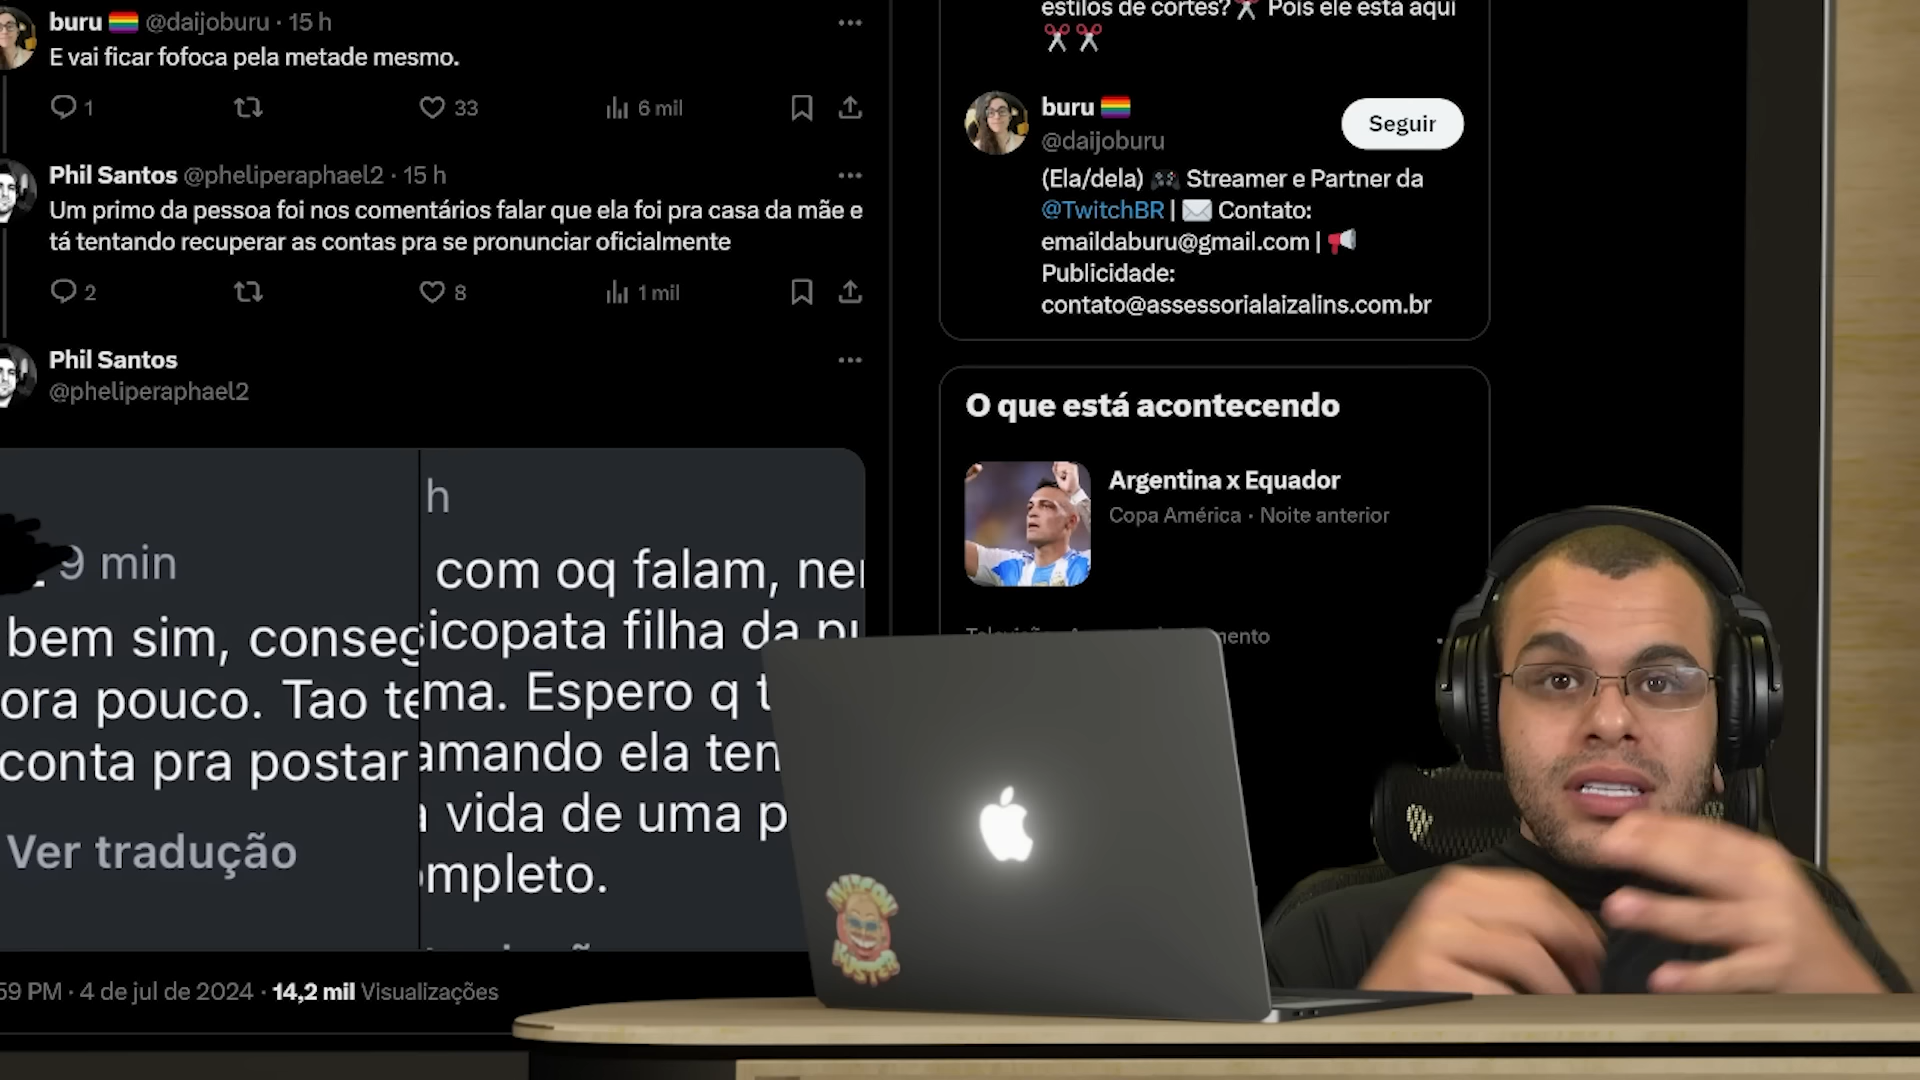 buru @daijoburu · 15 h
E vai ficar fofoca pela metade mesmo.
1 33 6 mil
Phil Santos @pheliperaphael2 · 15 h
Um primo da pessoa foi nos comentários falar que ela foi pra casa da mãe e
tá tentando recuperar as contas pra se pronunciar oficialmente
2 8 1 mil
Phil Santos
@pheliperaphael2
9 min
bem sim, conseg
ora pouco. Tao te
conta pra postar
Ver tradução
h
com oq falam, ner
icopata filha da pu
ma. Espero q t
amando ela ten
vida de uma p
mpleto.
59 PM · 4 de jul de 2024 · 14,2 mil Visualizações
estilos de cortes? Pois ele está aqui
buru
@daijoburu
Seguir
(Ela/dela) Streamer e Partner da
@TwitchBR | Contato:
emaildaburu@gmail.com |
Publicidade:
contato@assessorialaizalins.com.br
O que está acontecendo
Argentina x Equador
Copa América · Noite anterior